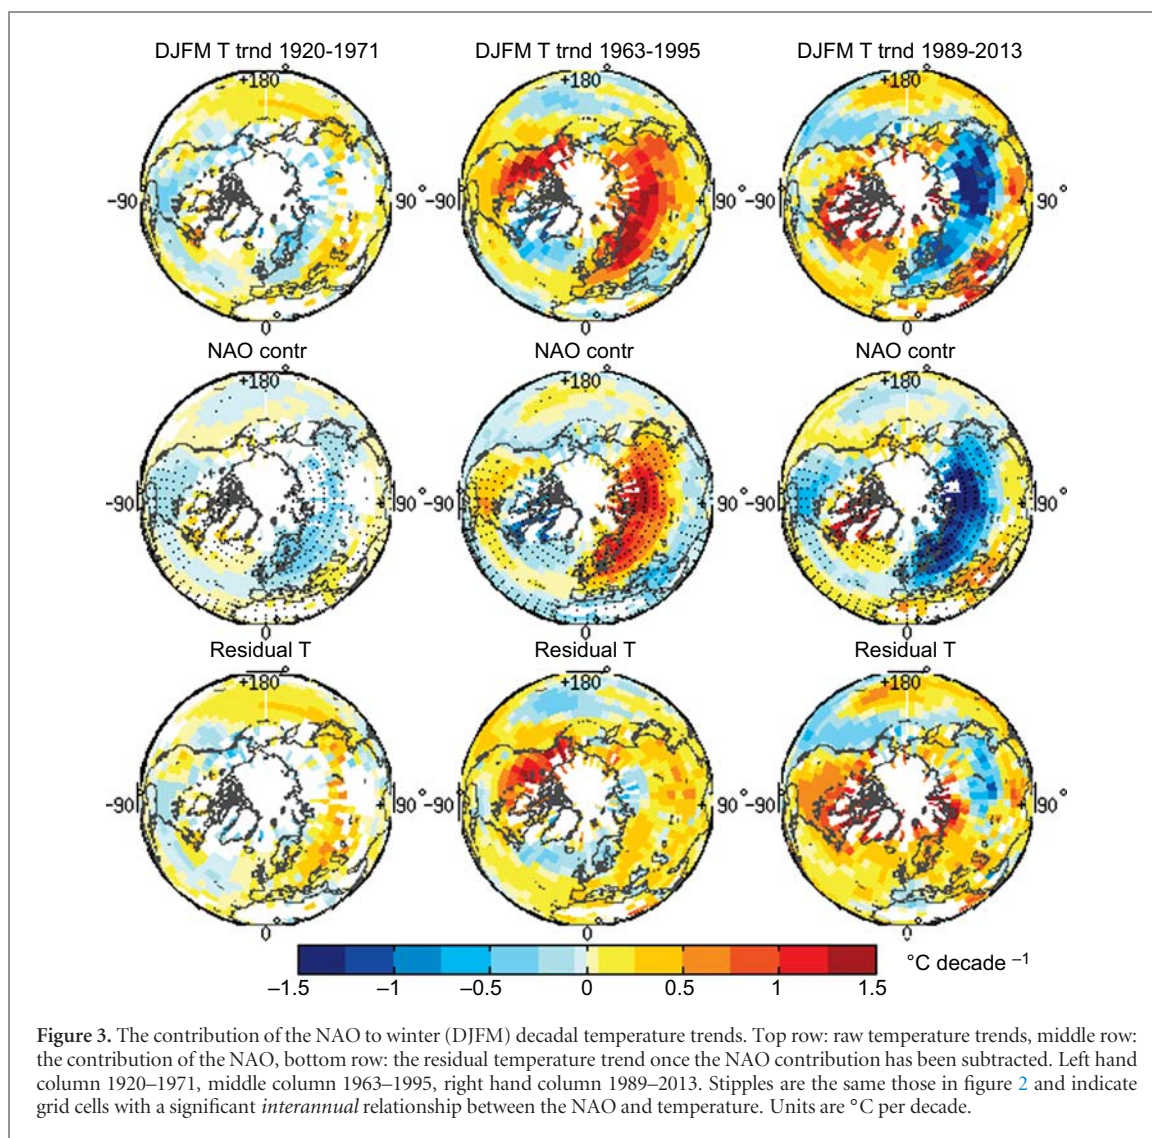 DJFM T trnd 1920-1971 DJFM T trnd 1963-1995 DJFM T trnd 1989-2013
+180 +180 +180
−90 90 ° −90 90 ° −90 90 °
0 0 0
NAO contr NAO contr NAO contr
+180 +180 +180
−90 90 ° −90 90 ° −90 90 °
0 0 0
Residual T Residual T Residual T
+180 +180 +180
−90 90 ° −90 90 ° −90 90 °
0 0 0
°C decade −1
−1.5 −1 −0.5 0 0.5 1 1.5
Figure 3. The contribution of the NAO to winter (DJFM) decadal temperature trends. Top row: raw temperature trends, middle row:
the contribution of the NAO, bottom row: the residual temperature trend once the NAO contribution has been subtracted. Left hand
column 1920–1971, middle column 1963–1995, right hand column 1989–2013. Stipples are the same those in figure 2 and indicate
grid cells with a significant interannual relationship between the NAO and temperature. Units are °C per decade.